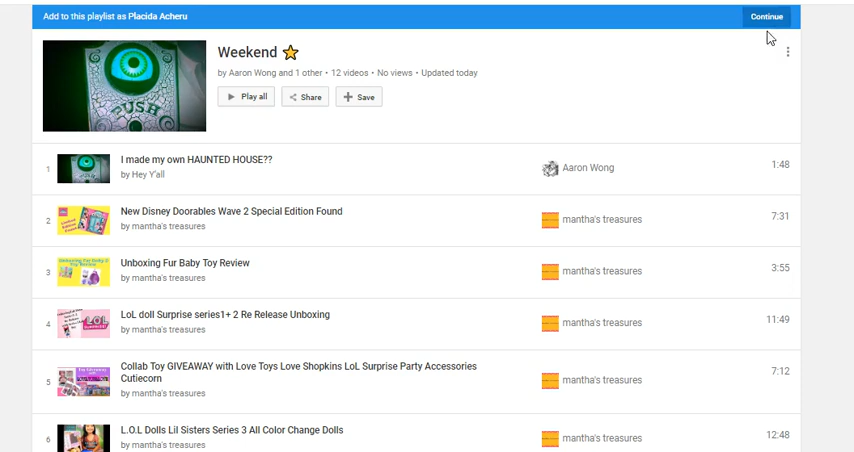 Add to this playlist as Placida Acheru
Continue
Weekend
by Aaron Wong and 1 other • 12 videos • No views • Updated today
Play all
Share
Save
PUSH
1
I made my own HAUNTED HOUSE??
by Hey Y'all
Aaron Wong
1:48
2
New Disney Doorables Wave 2 Special Edition Found
by mantha's treasures
mantha's treasures
7:31
3
Unboxing Fur Baby Toy Review
by mantha's treasures
mantha's treasures
3:55
4
LoL doll Surprise series1+ 2 Re Release Unboxing
by mantha's treasures
mantha's treasures
11:49
5
Collab Toy GIVEAWAY with Love Toys Love Shopkins LoL Surprise Party Accessories
Cutiecorn
by mantha's treasures
mantha's treasures
7:12
6
L.O.L Dolls Lil Sisters Series 3 All Color Change Dolls
by mantha's treasures
mantha's treasures
12:48